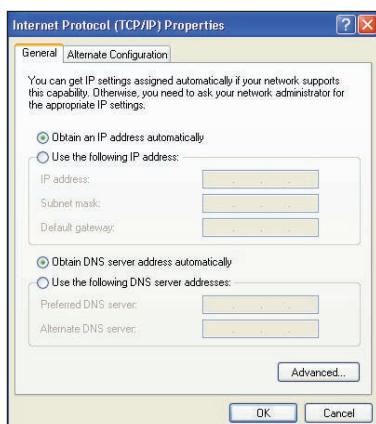 Internet Protocol (TCP/IP) Properties
General Alternate Configuration
You can get IP settings assigned automatically if your network supports
this capability. Otherwise, you need to ask your network administrator for
the appropriate IP settings.
Obtain an IP address automatically
Use the following IP address:
IP address:
Subnet mask:
Default gateway:
Obtain DNS server address automatically
Use the following DNS server addresses:
Preferred DNS server:
Alternate DNS server:
Advanced...
OK Cancel